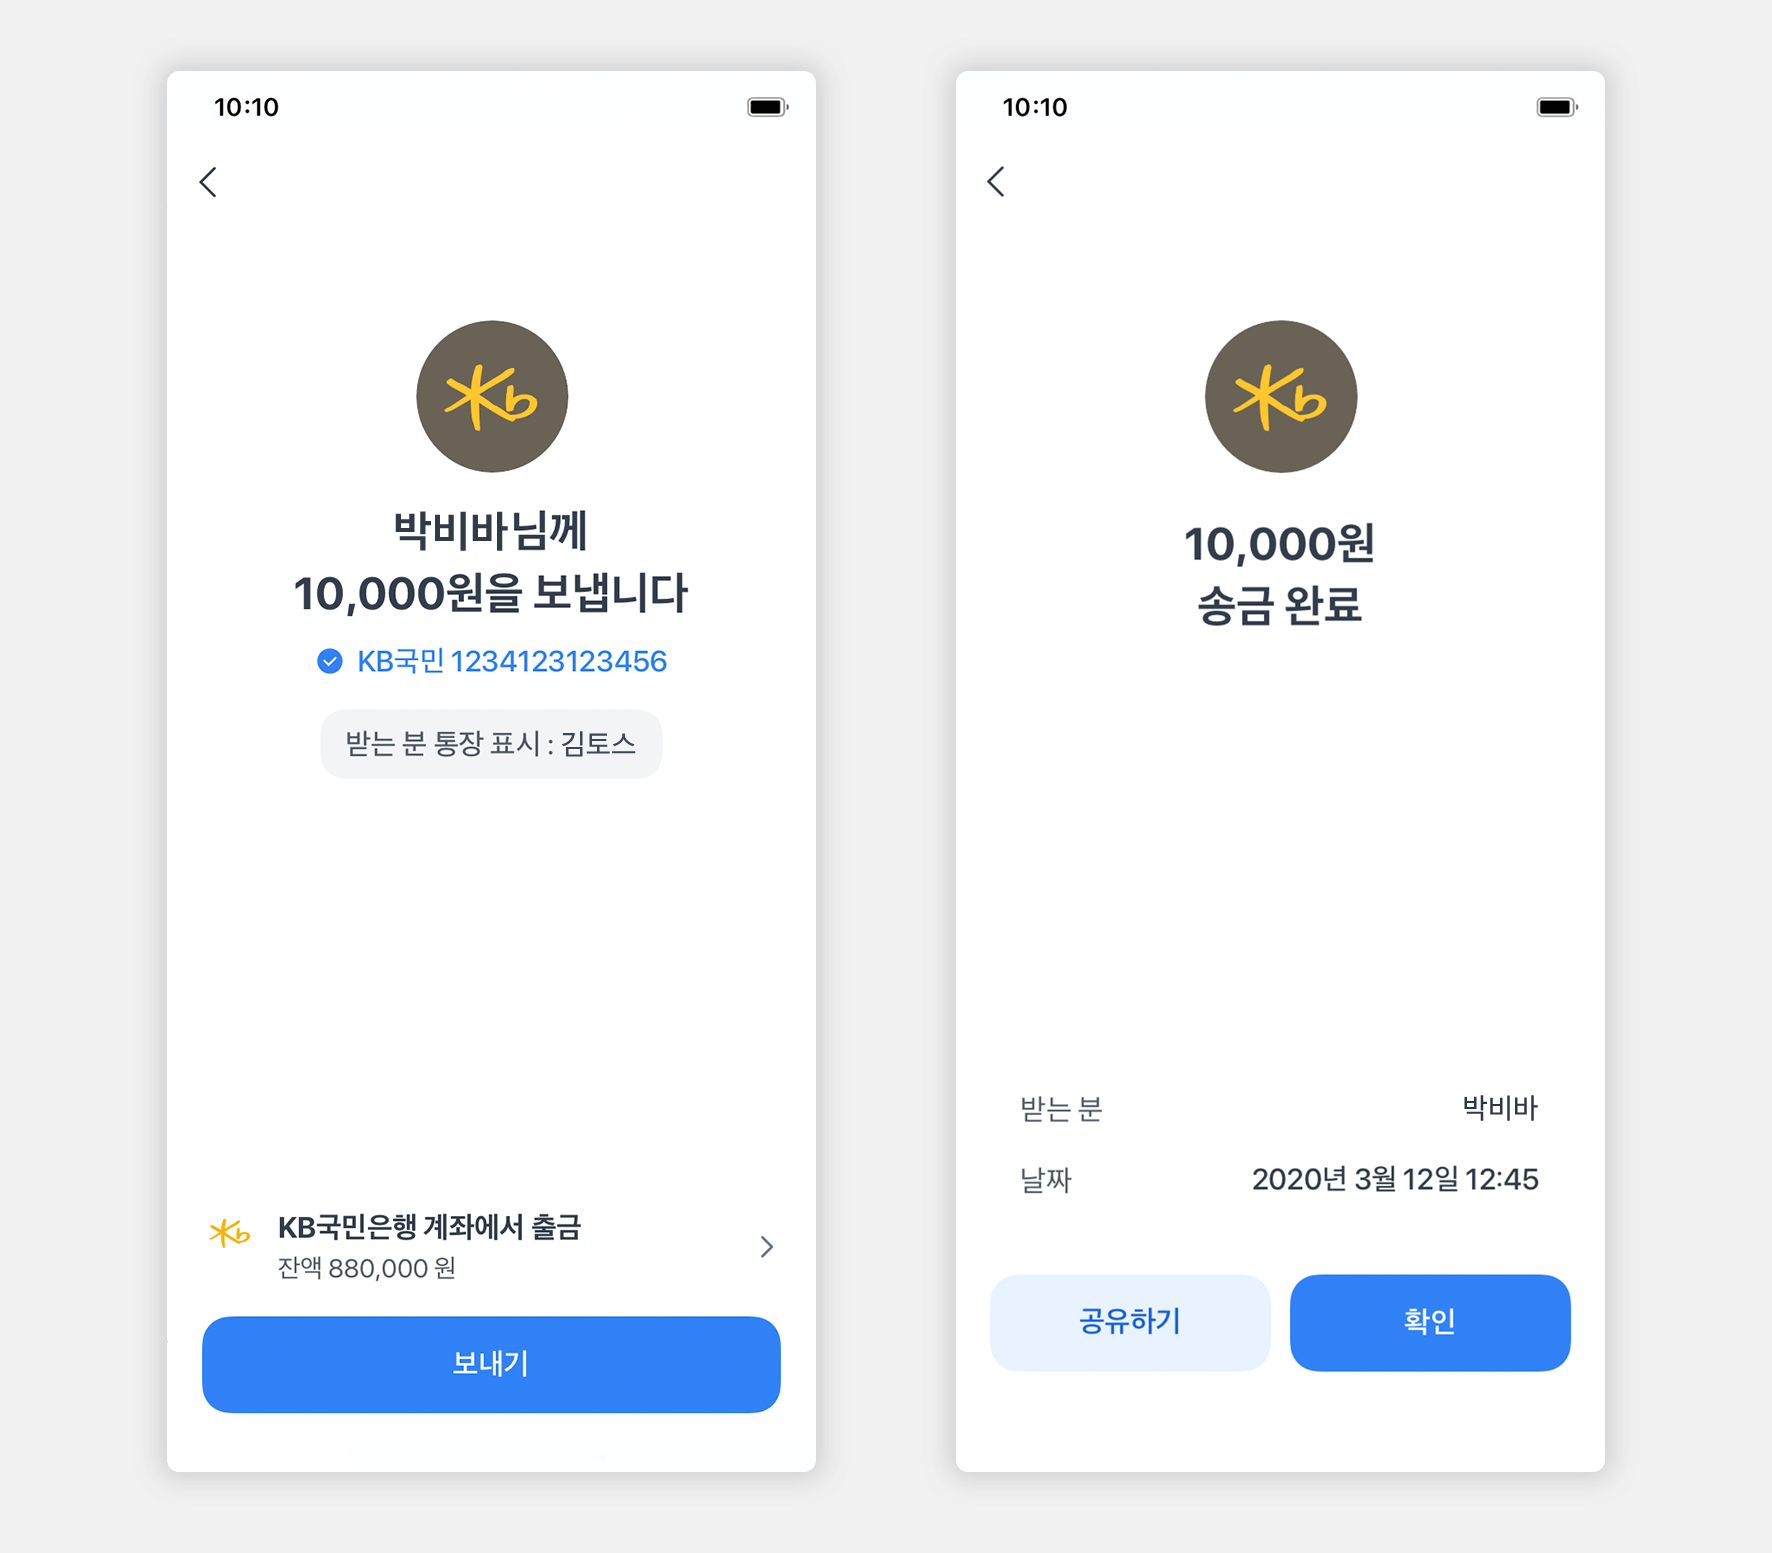 10:10
Kb
박비바님께
10,000원을 보냅니다
KB국민 1234123123456
받는 분 통장 표시 : 김토스
Kb
KB국민은행 계좌에서 출금
잔액 880,000 원
보내기
10:10
Kb
10,000원
송금 완료
받는 분 박비바
날짜 2020년 3월 12일 12:45
공유하기 확인